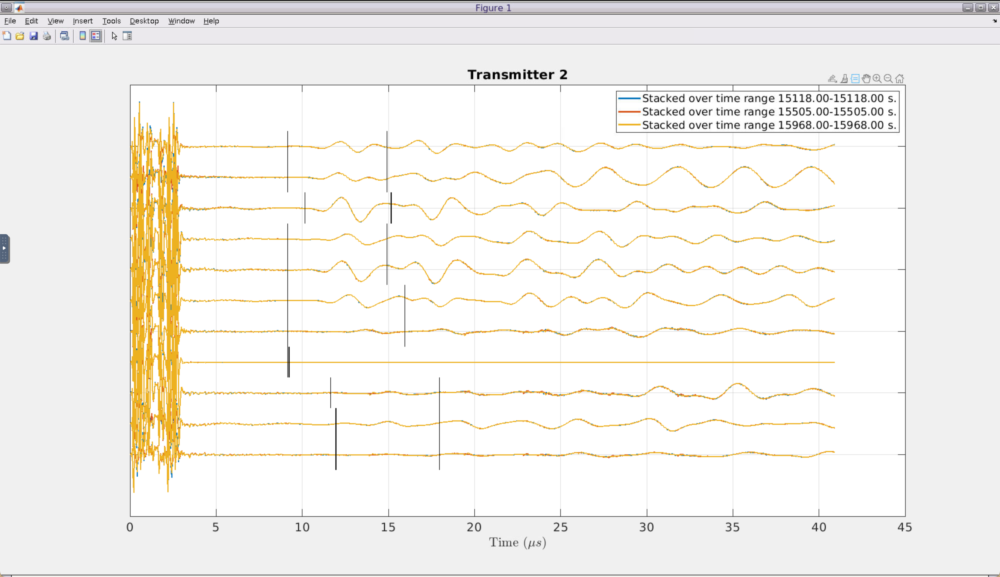 Figure 1
File Edit View Insert Tools Desktop Window Help
Transmitter 2
Stacked over time range 15118.00-15118.00 s.
Stacked over time range 15505.00-15505.00 s.
Stacked over time range 15968.00-15968.00 s.
0 5 10 15 20 25 30 35 40 45
Time (μs)